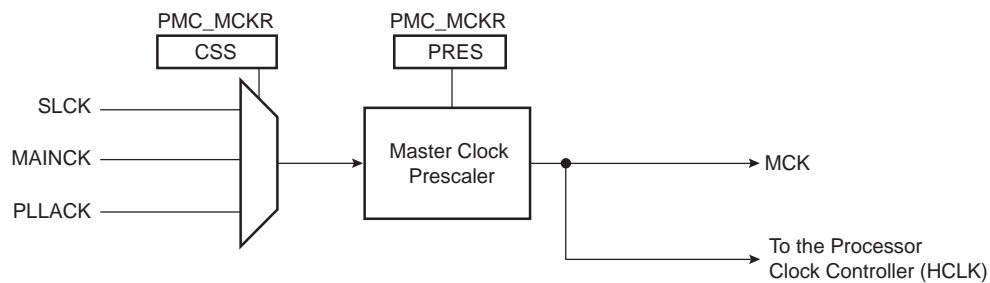 PMC_MCKR
PMC_MCKR
CSS
PRES
SLCK
MAINCK
PLLACK
Master Clock
Prescaler
MCK
To the Processor
Clock Controller (HCLK)